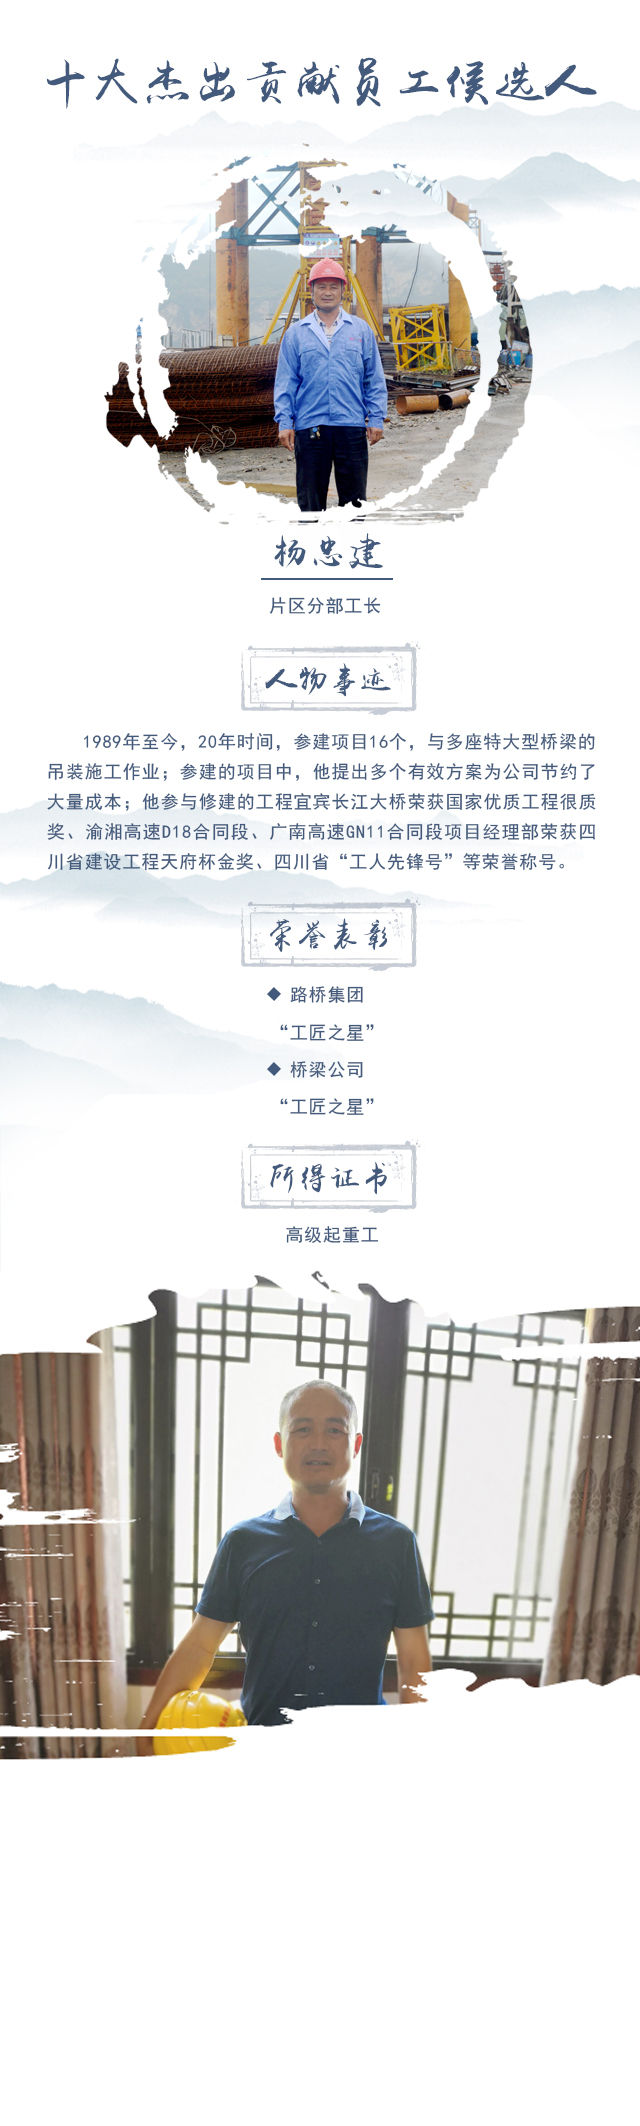 十大杰出贡献员工候选人
杨忠建
片区分部工长
人物事迹
1989年至今，20年时间，参建项目16个，与多座特大型桥梁的
吊装施工作业；参建的项目中，他提出多个有效方案为公司节约了
大量成本；他参与修建的工程宜宾长江大桥荣获国家优质工程很质
奖、渝湘高速D18合同段、广南高速GN11合同段项目经理部荣获四
川省建设工程天府杯金奖、四川省“工人先锋号”等荣誉称号。
荣誉表彰
◆ 路桥集团
“工匠之星”
◆ 桥梁公司
“工匠之星”
所得证书
高级起重工